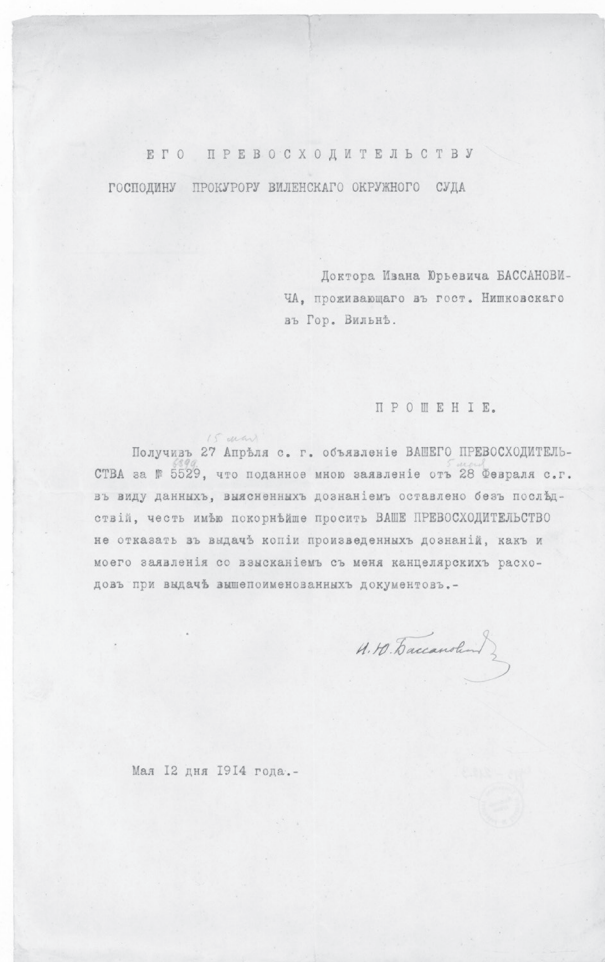 ЕГО ПРЕВОСХОДИТЕЛЬСТВУ
ГОСПОДИНУ ПРОКУРОРУ ВИЛЕНСКАГО ОКРУЖНОГО СУДА
Доктора Ивана Юрьевича БАССАНОВИ-
ЧА, проживающаго въ гост. Нишковскаго
въ Гор. Вильнѣ.
ПРОШЕНІЕ.
Получивъ 27 Апрѣля с. г. объявленіе ВАШЕГО ПРЕВОСХОДИТЕЛЬ-
СТВА за № 5529, что поданное мною заявленіе отъ 28 Февраля с.г.
въ виду данныхъ, выясненныхъ дознаніемъ оставлено безъ послѣд-
ствій, честь имѣю покорнѣйше просить ВАШЕ ПРЕВОСХОДИТЕЛЬСТВО
не отказать въ выдачѣ копіи произведенныхъ дознаній, какъ и
моего заявленія со взысканіемъ съ меня канцелярскихъ расхо-
довъ при выдачѣ вышепоименованныхъ документовъ.-
И.Ю.Бассанович
Мая 12 дня 1914 года.-